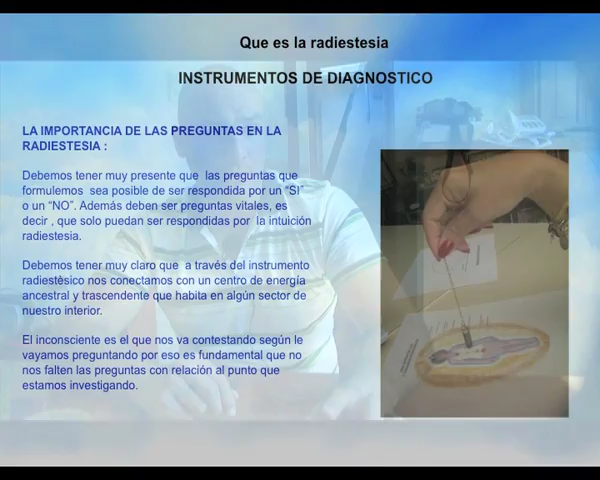 Que es la radiestesia
INSTRUMENTOS DE DIAGNOSTICO
LA IMPORTANCIA DE LAS PREGUNTAS EN LA
RADIESTESIA :
Debemos tener muy presente que las preguntas que
formulemos sea posible de ser respondida por un “SI”
o un “NO”. Además deben ser preguntas vitales, es
decir , que solo puedan ser respondidas por la intuición
radiestesia.
Debemos tener muy claro que a través del instrumento
radiestèsico nos conectamos con un centro de energía
ancestral y trascendente que habita en algún sector de
nuestro interior.
El inconsciente es el que nos va contestando según le
vayamos preguntando por eso es fundamental que no
nos falten las preguntas con relación al punto que
estamos investigando.